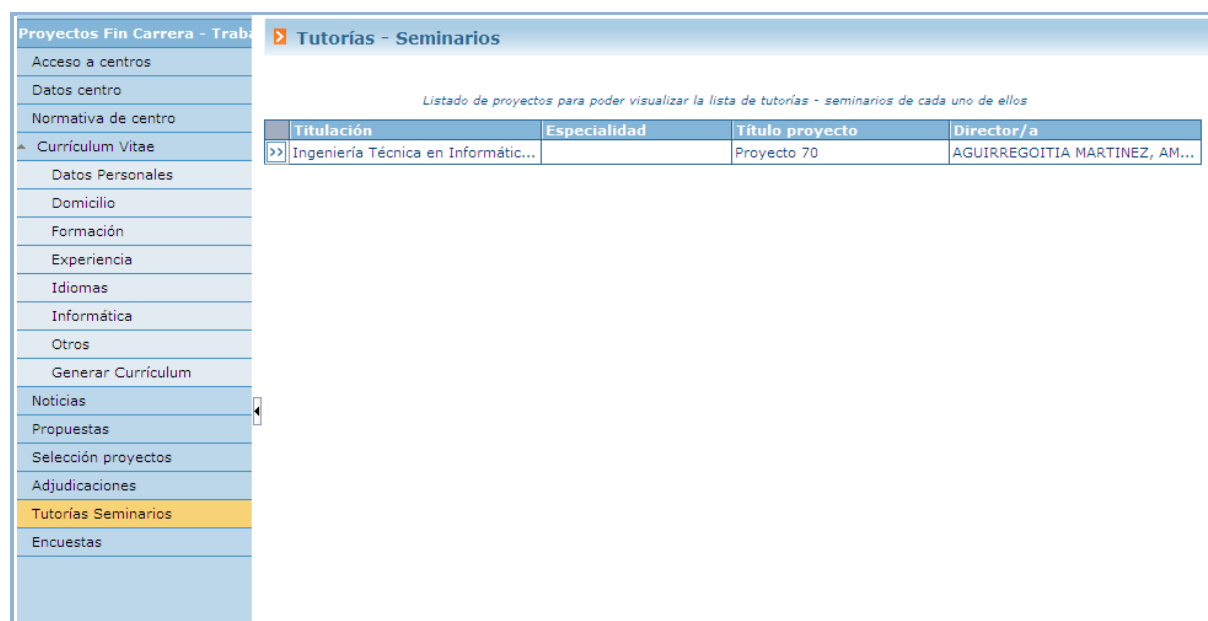 Proyectos Fin Carrera - Trab
Acceso a centros
Datos centro
Normativa de centro
Currículum Vitae
Datos Personales
Domicilio
Formación
Experiencia
Idiomas
Informática
Otros
Generar Currículum
Noticias
Propuestas
Selección proyectos
Adjudicaciones
Tutorías Seminarios
Encuestas
Tutorías - Seminarios
Listado de proyectos para poder visualizar la lista de tutorías - seminarios de cada uno de ellos
Titulación Especialidad Título proyecto Director/a
>> Ingeniería Técnica en Informátic... Proyecto 70 AGUIRREGOITIA MARTINEZ, AM...